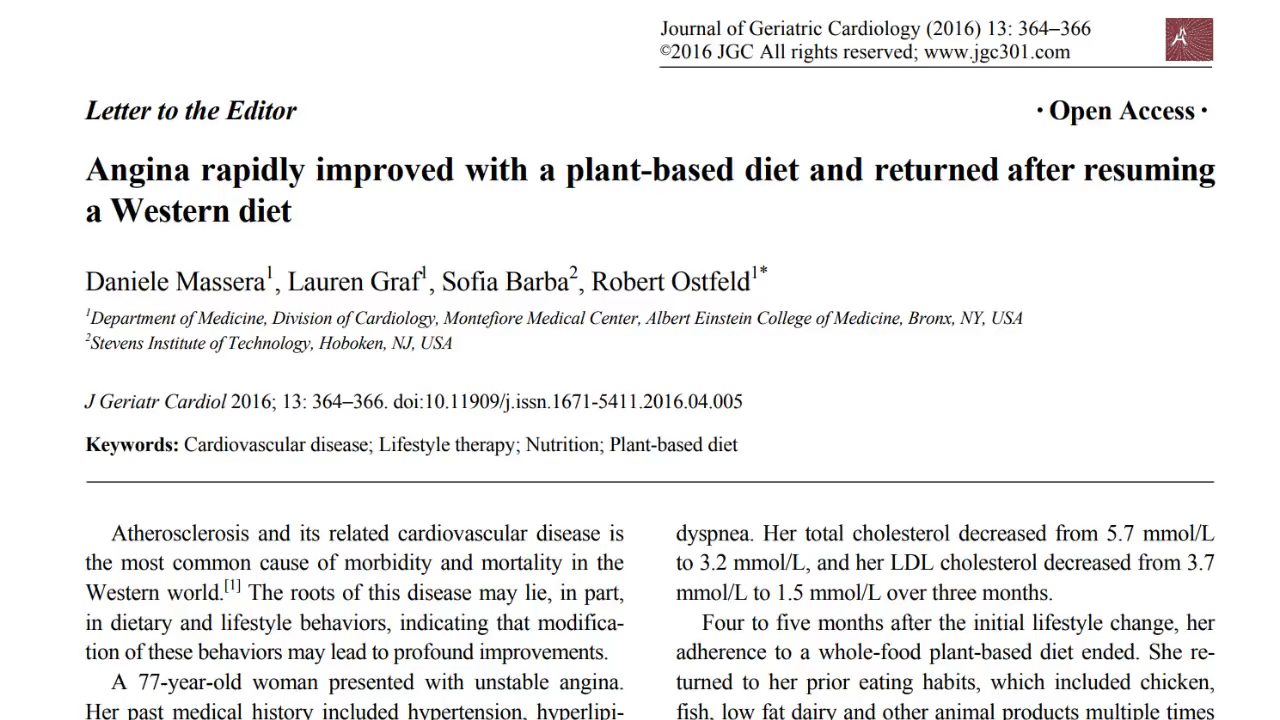 Journal of Geriatric Cardiology (2016) 13: 364–366
©2016 JGC All rights reserved; www.jgc301.com
Letter to the Editor
· Open Access ·
Angina rapidly improved with a plant-based diet and returned after resuming
a Western diet
Daniele Massera1, Lauren Graf1, Sofia Barba2, Robert Ostfeld1*
1Department of Medicine, Division of Cardiology, Montefiore Medical Center, Albert Einstein College of Medicine, Bronx, NY, USA
2Stevens Institute of Technology, Hoboken, NJ, USA
J Geriatr Cardiol 2016; 13: 364–366. doi:10.11909/j.issn.1671-5411.2016.04.005
Keywords: Cardiovascular disease; Lifestyle therapy; Nutrition; Plant-based diet
Atherosclerosis and its related cardiovascular disease is
the most common cause of morbidity and mortality in the
Western world.[1] The roots of this disease may lie, in part,
in dietary and lifestyle behaviors, indicating that modifica-
tion of these behaviors may lead to profound improvements.
A 77-year-old woman presented with unstable angina.
Her past medical history included hypertension, hyperlipi-
dyspnea. Her total cholesterol decreased from 5.7 mmol/L
to 3.2 mmol/L, and her LDL cholesterol decreased from 3.7
mmol/L to 1.5 mmol/L over three months.
Four to five months after the initial lifestyle change, her
adherence to a whole-food plant-based diet ended. She re-
turned to her prior eating habits, which included chicken,
fish, low fat dairy and other animal products multiple times